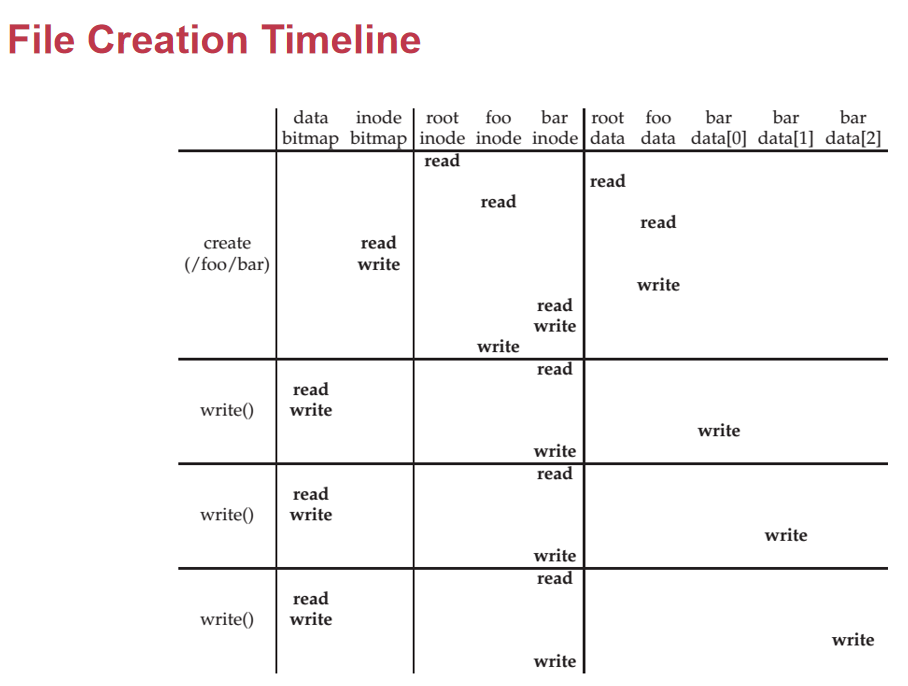 File Creation Timeline
data inode root foo bar root foo bar bar bar
bitmap bitmap inode inode inode data data data[0] data[1] data[2]
read
read
read
read
create read
(/foo/bar) write
write
read
write
write
read
read
write() write
write
write
read
read
write() write
write
write
read
read
write() write
write
write